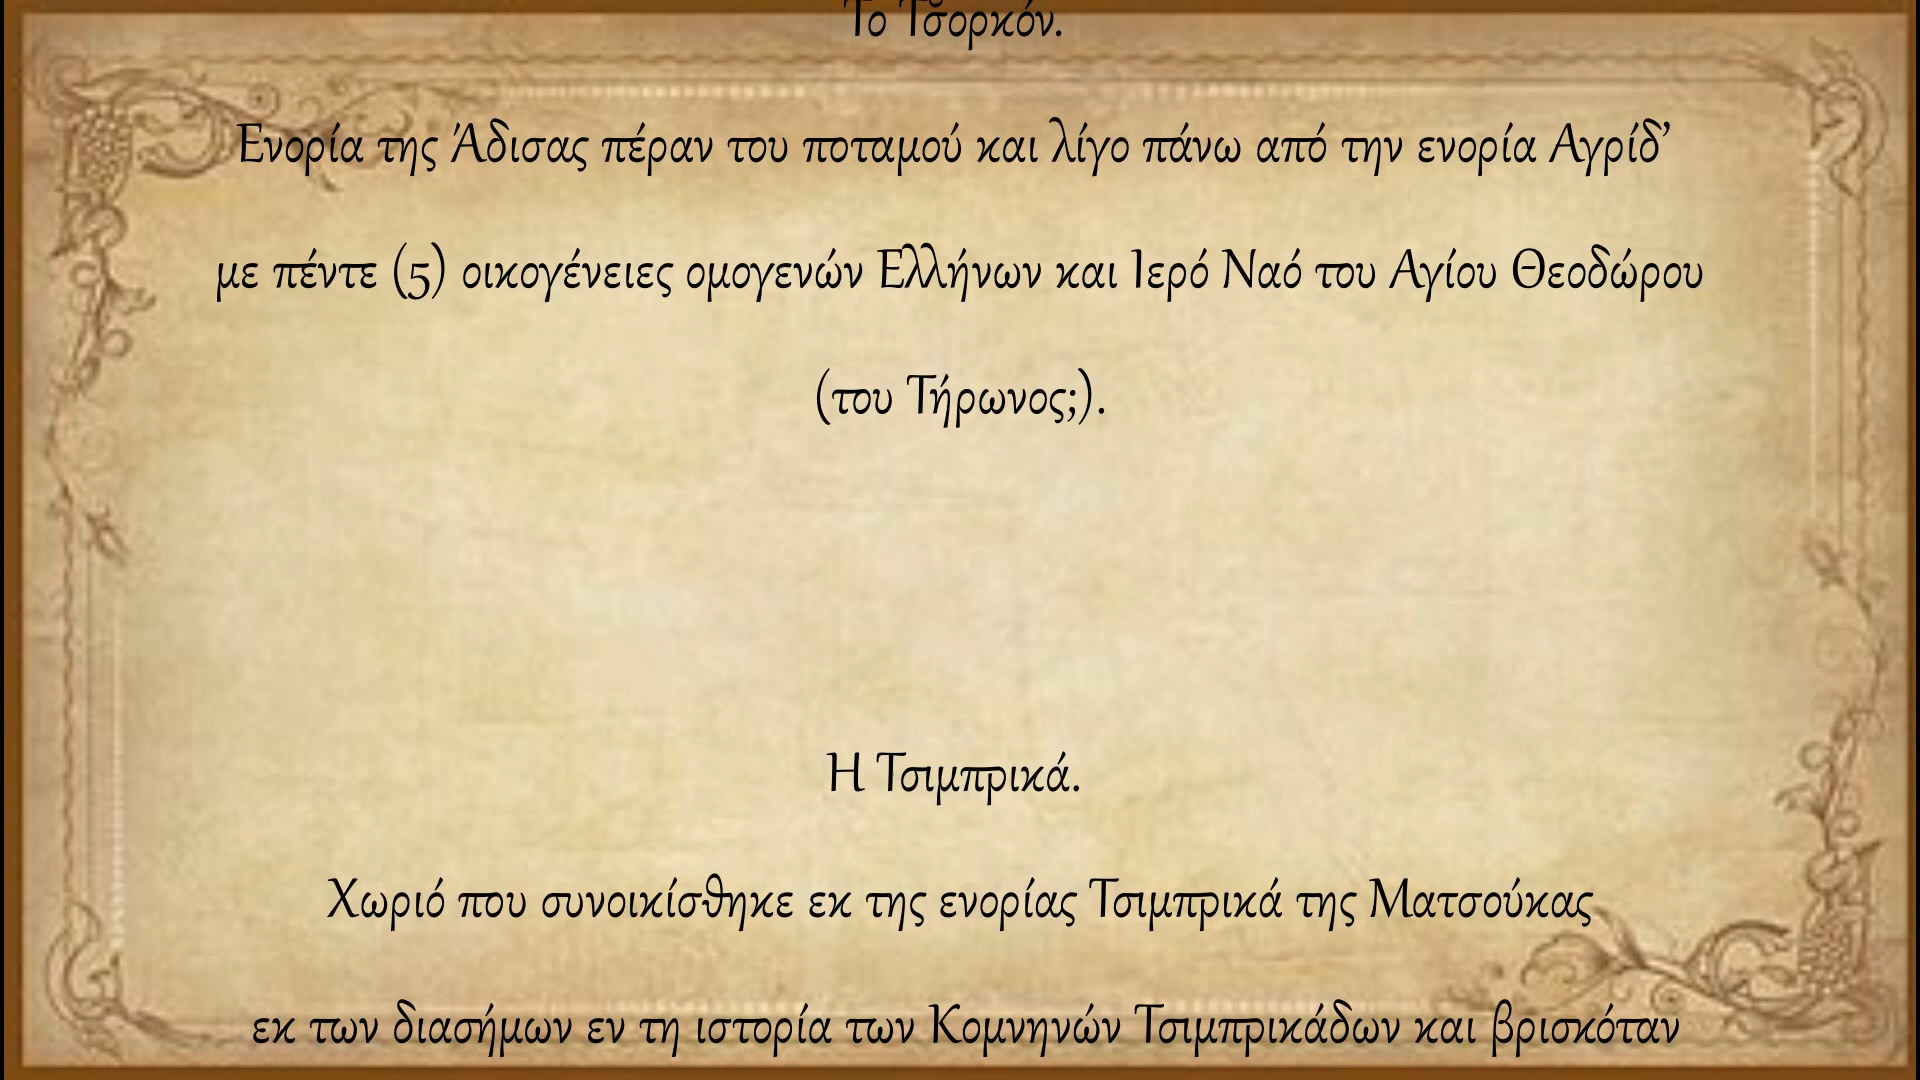 Το Τσ̌ορκόν.
Ενορία της Άδισας πέραν του ποταμού και λίγο πάνω από την ενορία Αγρίδ’
με πέντε (5) οικογένειες ομογενών Ελλήνων και Ιερό Ναό του Αγίου Θεοδώρου
(του Τήρωνος;).
Η Τσιμπρικά.
Χωριό που συνοικίσθηκε εκ της ενορίας Τσιμπρικά της Ματσούκας
εκ των διασήμων εν τη ιστορία των Κομνηνών Τσιμπρικάδων και βρισκόταν